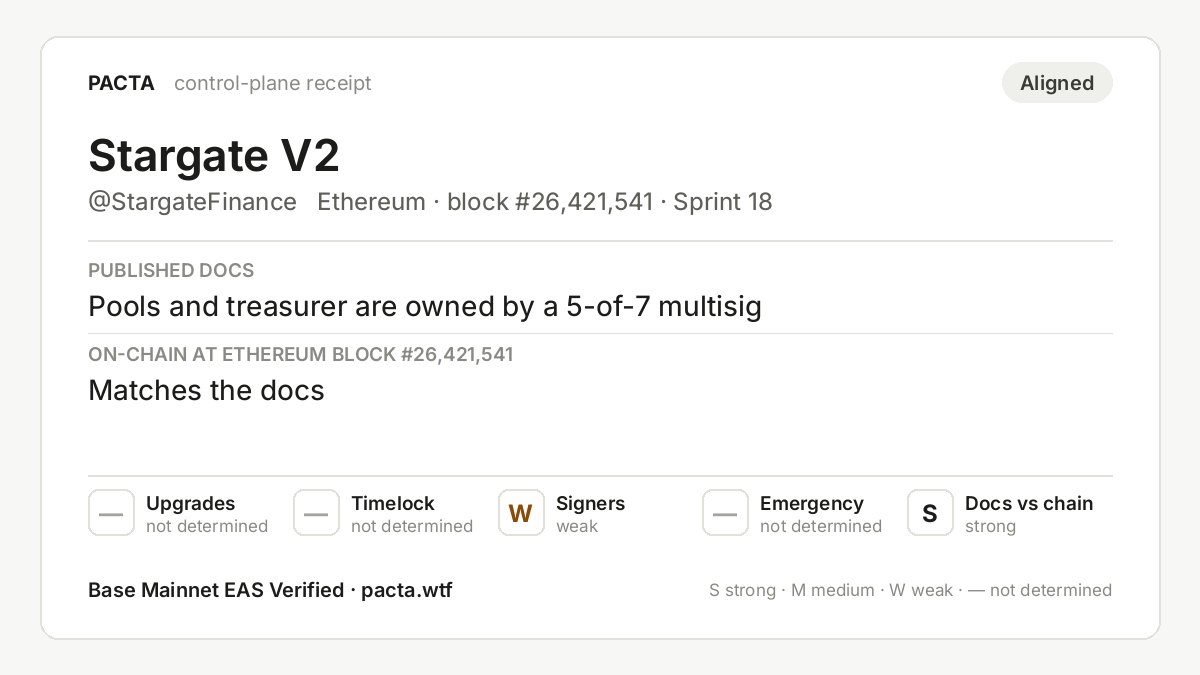 PACTA control-plane receipt Aligned
Stargate V2
@StargateFinance Ethereum · block #26,421,541 · Sprint 18
PUBLISHED DOCS
Pools and treasurer are owned by a 5-of-7 multisig
ON-CHAIN AT ETHEREUM BLOCK #26,421,541
Matches the docs
— Upgrades not determined
— Timelock not determined
W Signers weak
— Emergency not determined
S Docs vs chain strong
Base Mainnet EAS Verified · pacta.wtf
S strong · M medium · W weak · — not determined